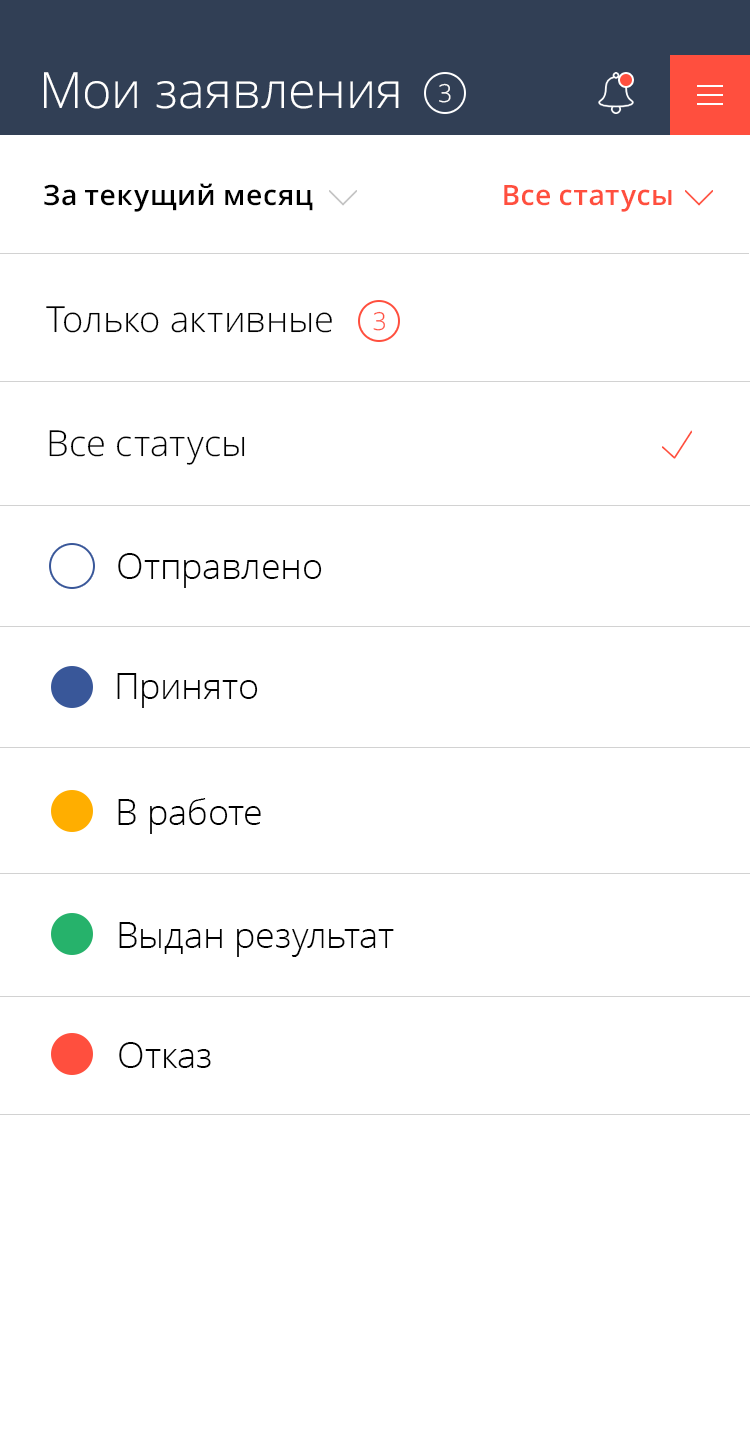 Мои заявления 3
За текущий месяц Все статусы
Только активные 3
Все статусы
Отправлено
Принято
В работе
Выдан результат
Отказ